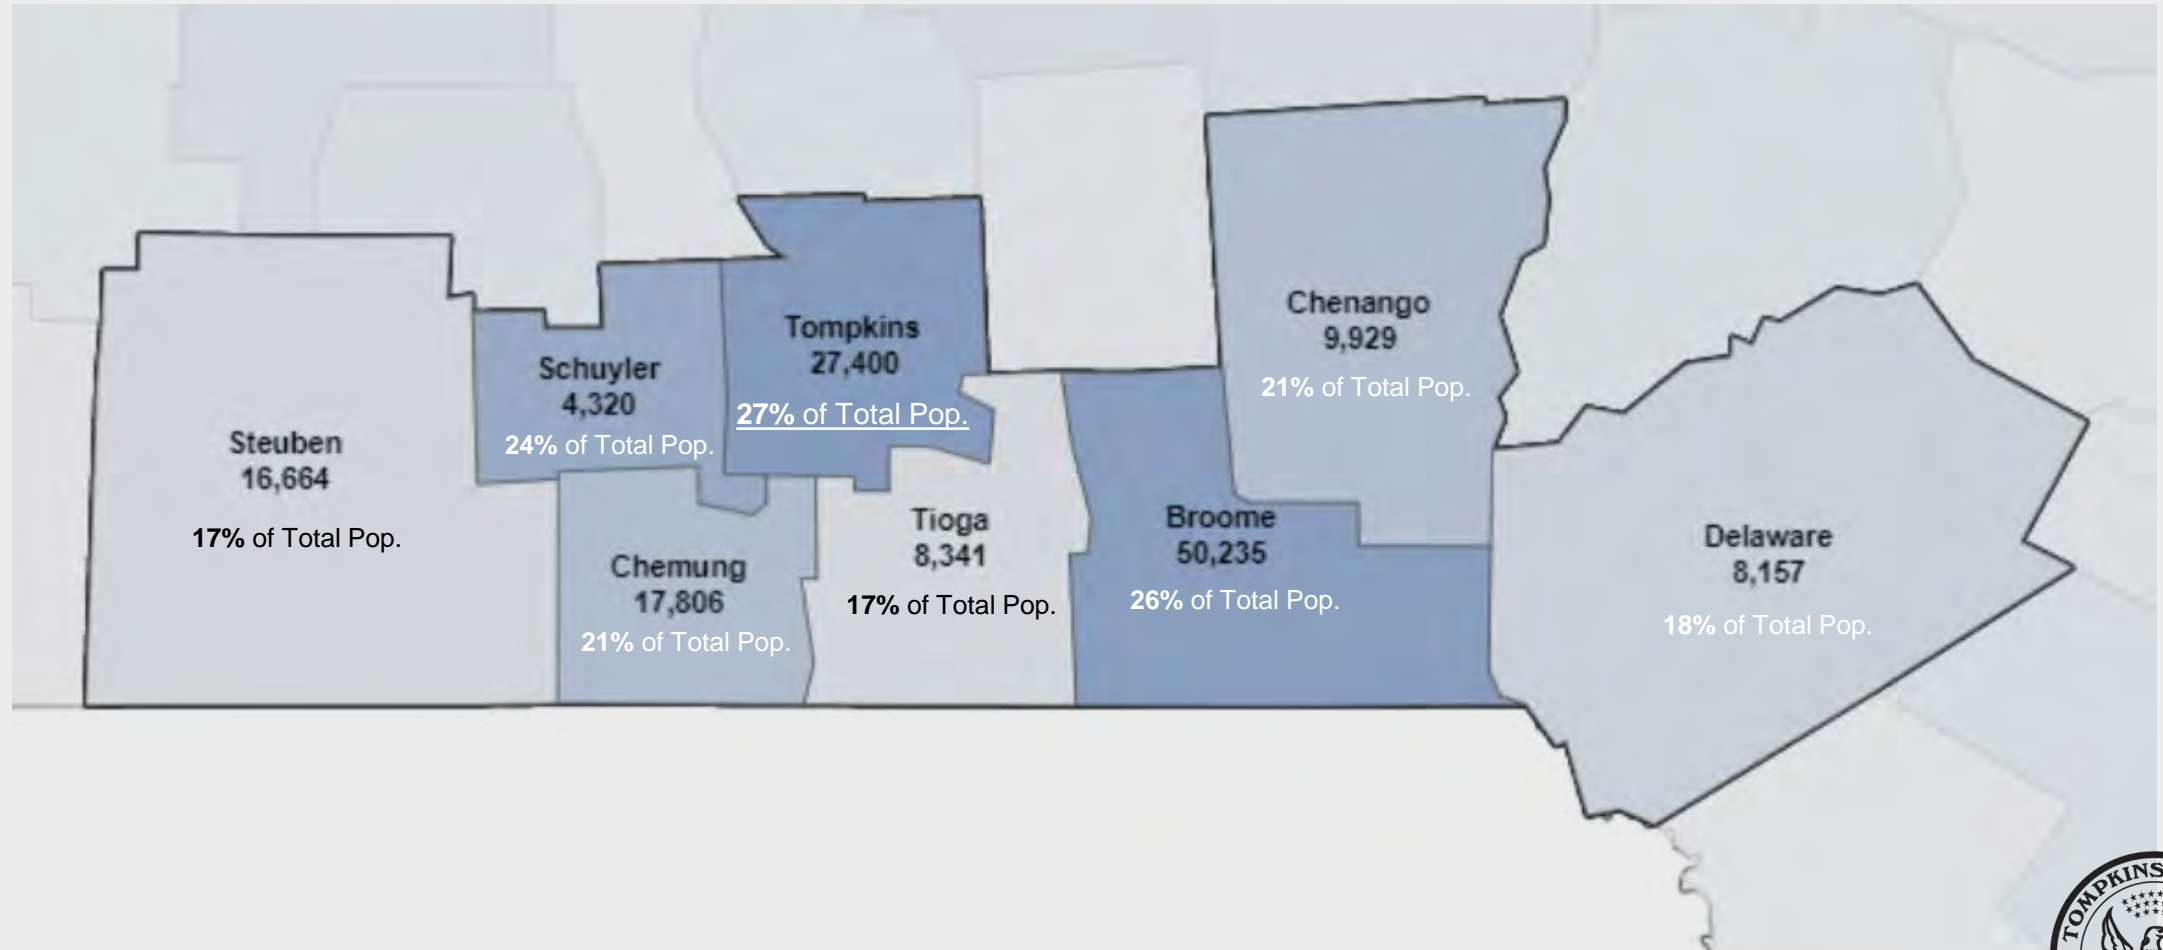 Steuben
16,664
17% of Total Pop.
Schuyler
4,320
24% of Total Pop.
Tompkins
27,400
27% of Total Pop.
Chemung
17,806
21% of Total Pop.
Tioga
8,341
17% of Total Pop.
Broome
50,235
26% of Total Pop.
Chenango
9,929
21% of Total Pop.
Delaware
8,157
18% of Total Pop.
TOMPKINS